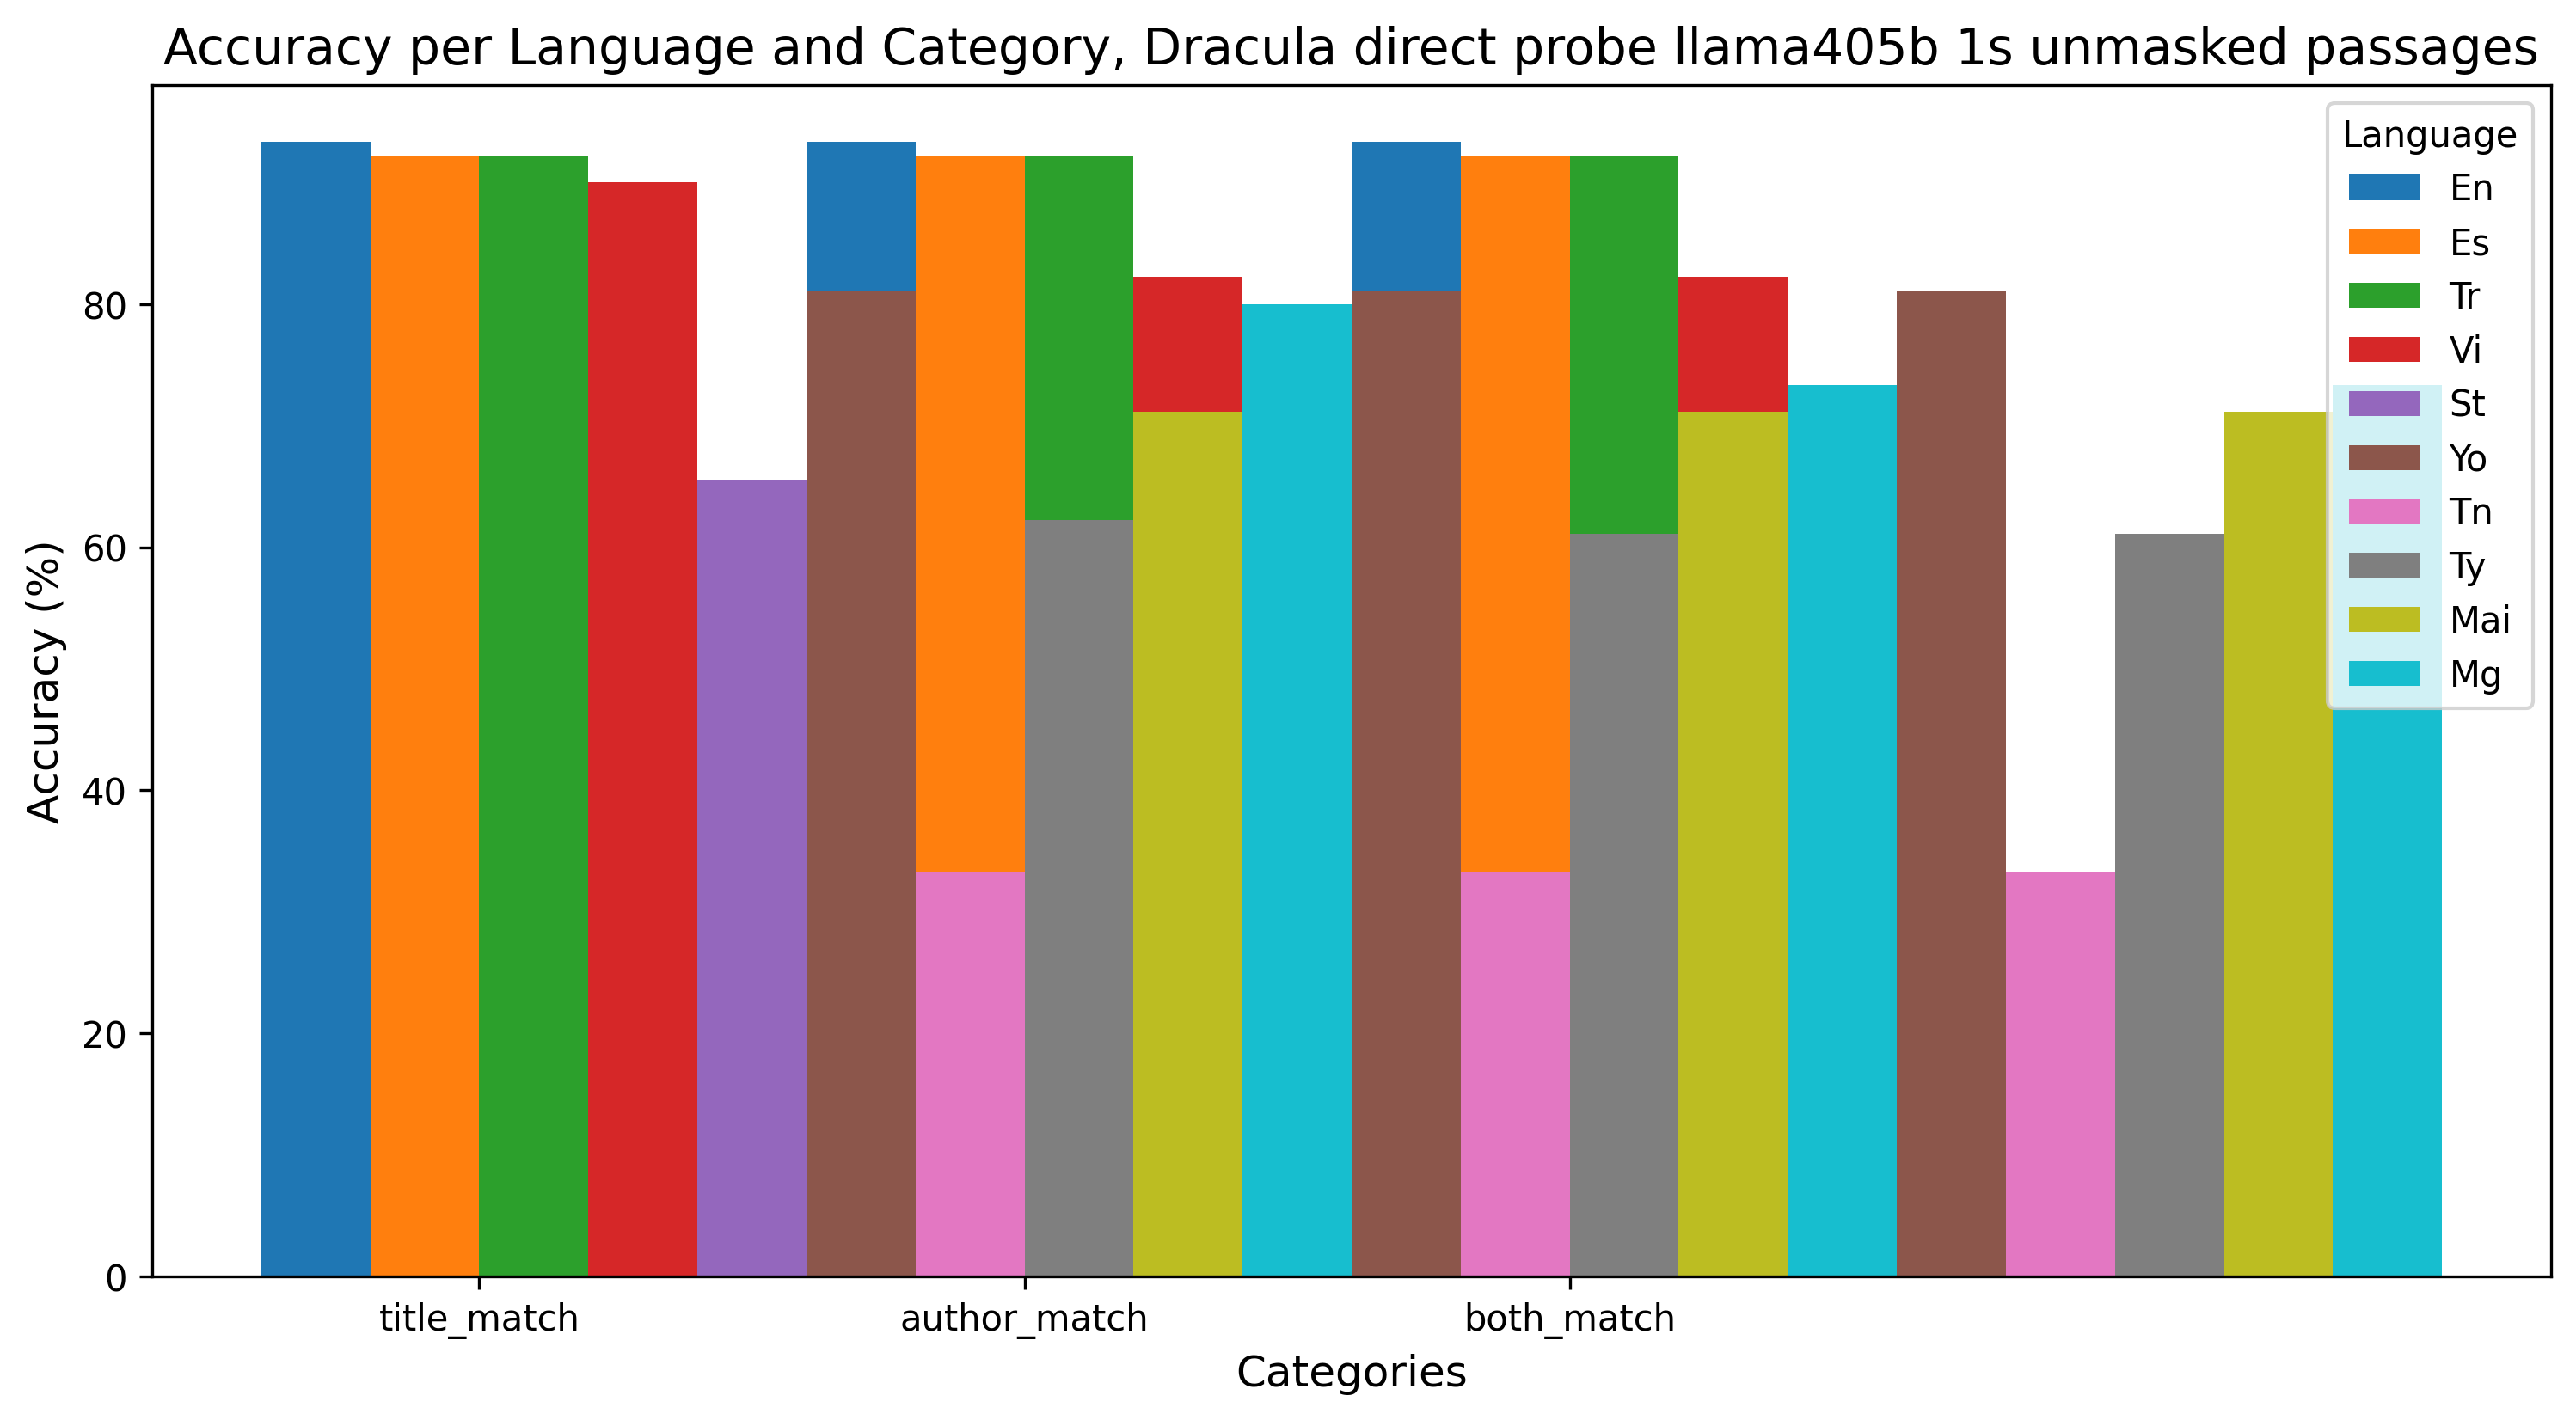 Accuracy per Language and Category, Dracula direct probe llama405b 1s unmasked passages
Language
En
Es
Tr
Vi
St
Yo
Tn
Ty
Mai
Mg
Accuracy (%)
80
60
40
20
0
title_match author_match both_match
Categories